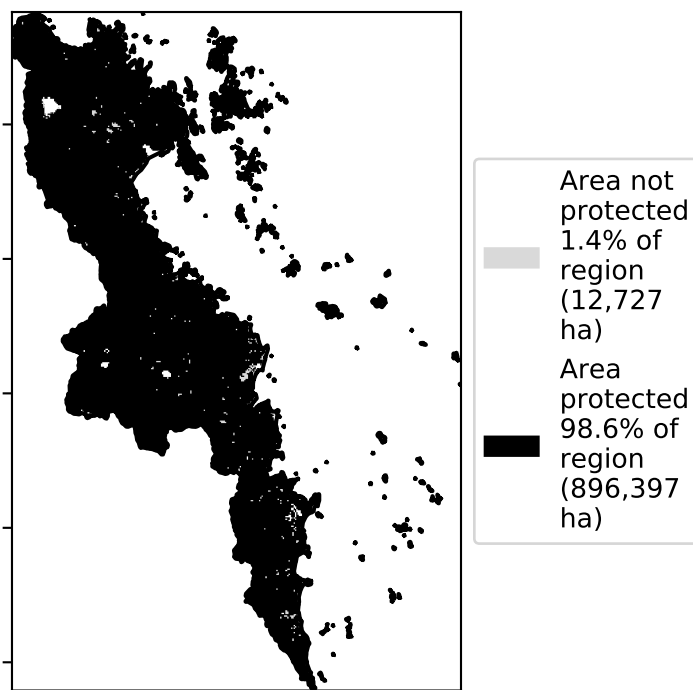 Area not
protected
1.4% of
region
(12,727
ha)
Area
protected
98.6% of
region
(896,397
ha)